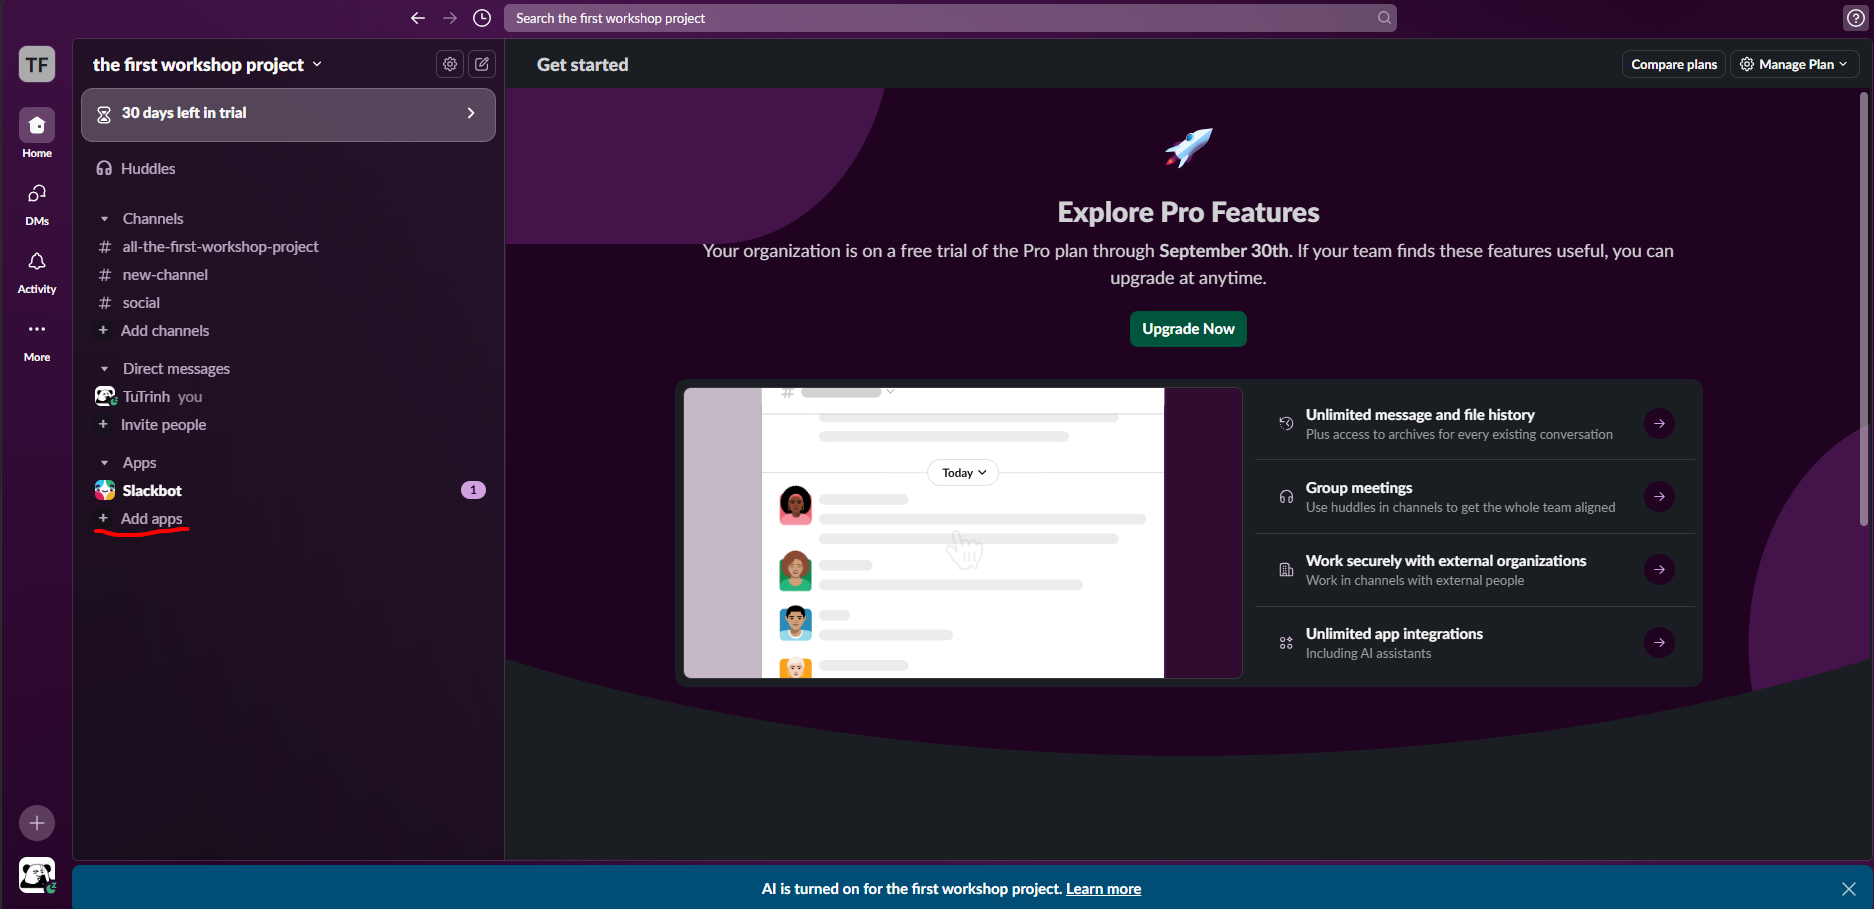 Search the first workshop project
TF
Home
DMs
Activity
More
the first workshop project
30 days left in trial
Huddles
Channels
# all-the-first-workshop-project
# new-channel
# social
+ Add channels
Direct messages
TuTrinh you
+ Invite people
Apps
Slackbot 1
+ Add apps
Get started
Compare plans
Manage Plan
Explore Pro Features
Your organization is on a free trial of the Pro plan through September 30th. If your team finds these features useful, you can
upgrade at anytime.
Upgrade Now
#
Today
Unlimited message and file history
Plus access to archives for every existing conversation
Group meetings
Use huddles in channels to get the whole team aligned
Work securely with external organizations
Work in channels with external people
Unlimited app integrations
Including AI assistants
AI is turned on for the first workshop project. Learn more